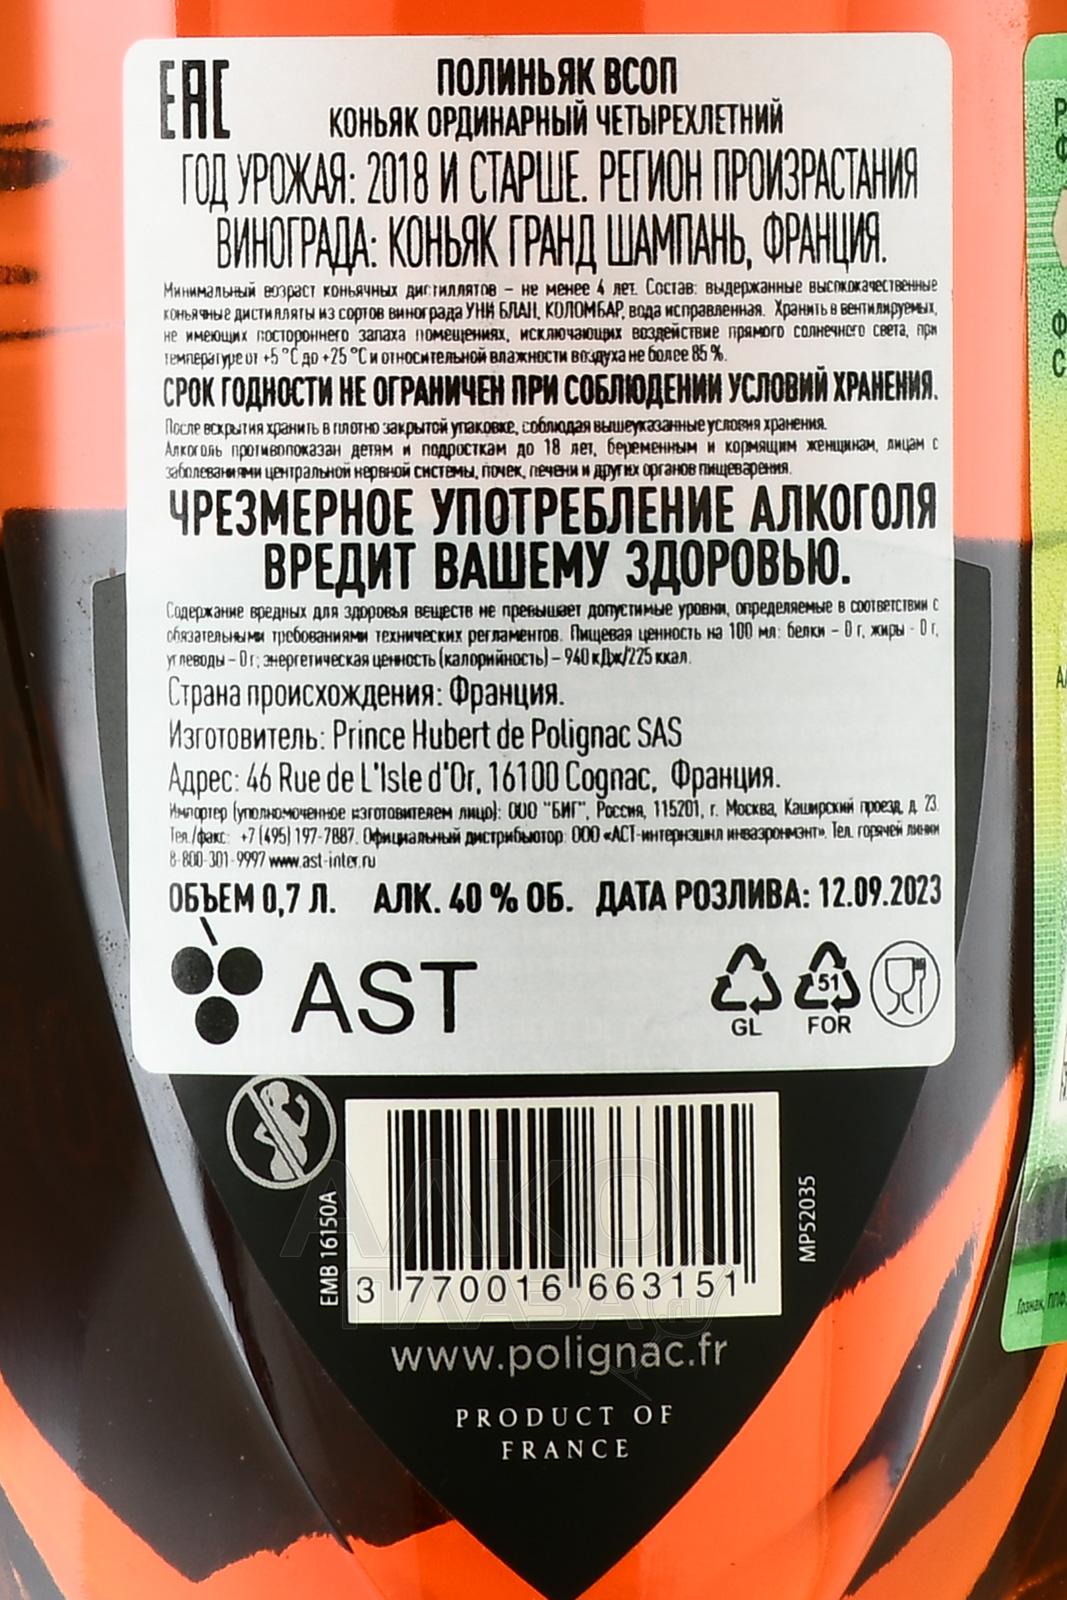 EAC
ПОЛИНЬЯК ВСОП
КОНЬЯК ОРДИНАРНЫЙ ЧЕТЫРЕХЛЕТНИЙ
ГОД УРОЖАЯ: 2018 И СТАРШЕ. РЕГИОН ПРОИЗРАСТАНИЯ
ВИНОГРАДА: КОНЬЯК ГРАНД ШАМПАНЬ, ФРАНЦИЯ.
Минимальный возраст коньячных дистиллятов – не менее 4 лет. Состав: выдержанные высококачественные
коньячные дистилляты из сортов винограда УНИ БЛАН, КОЛОМБАР, вода исправленная. Хранить в вентилируемых,
не имеющих постороннего запаха помещениях, исключающих воздействие прямого солнечного света, при
температуре от +5 °С до +25 °С и относительной влажности воздуха не более 85 %.
СРОК ГОДНОСТИ НЕ ОГРАНИЧЕН ПРИ СОБЛЮДЕНИИ УСЛОВИЙ ХРАНЕНИЯ.
После вскрытия хранить в плотно закрытой упаковке, соблюдая вышеуказанные условия хранения.
Алкоголь противопоказан детям и подросткам до 18 лет, беременным и кормящим женщинам, лицам с
заболеваниями центральной нервной системы, почек, печени и других органов пищеварения.
ЧРЕЗМЕРНОЕ УПОТРЕБЛЕНИЕ АЛКОГОЛЯ
ВРЕДИТ ВАШЕМУ ЗДОРОВЬЮ.
Содержание вредных для здоровья веществ не превышает допустимые уровни, определяемые в соответствии с
обязательными требованиями технических регламентов. Пищевая ценность на 100 мл: белки – 0 г, жиры - 0 г,
углеводы – 0 г; энергетическая ценность (калорийность) – 940 кДж/225 ккал.
Страна происхождения: Франция.
Изготовитель: Prince Hubert de Polignac SAS
Адрес: 46 Rue de L'Isle d'Or, 16100 Cognac, Франция.
Импортер (уполномоченное изготовителем лицо): ООО "БИГ", Россия, 115201, г. Москва, Каширский проезд, д. 23.
Тел./факс: +7 (495) 197-7887. Официальный дистрибьютор: ООО «АСТ-интернэшнл инваэронмэнт». Тел. горячей линии
8-800-301-9997 www.ast-inter.ru
ОБЪЕМ 0,7 Л. АЛК. 40 % ОБ. ДАТА РОЗЛИВА: 12.09.2023
AST
GL
51
FOR
EMB 16150A
MP52035
3 770016 663151
АЛКО
ПЛАЗА.ru
www.polignac.fr
PRODUCT OF
FRANCE